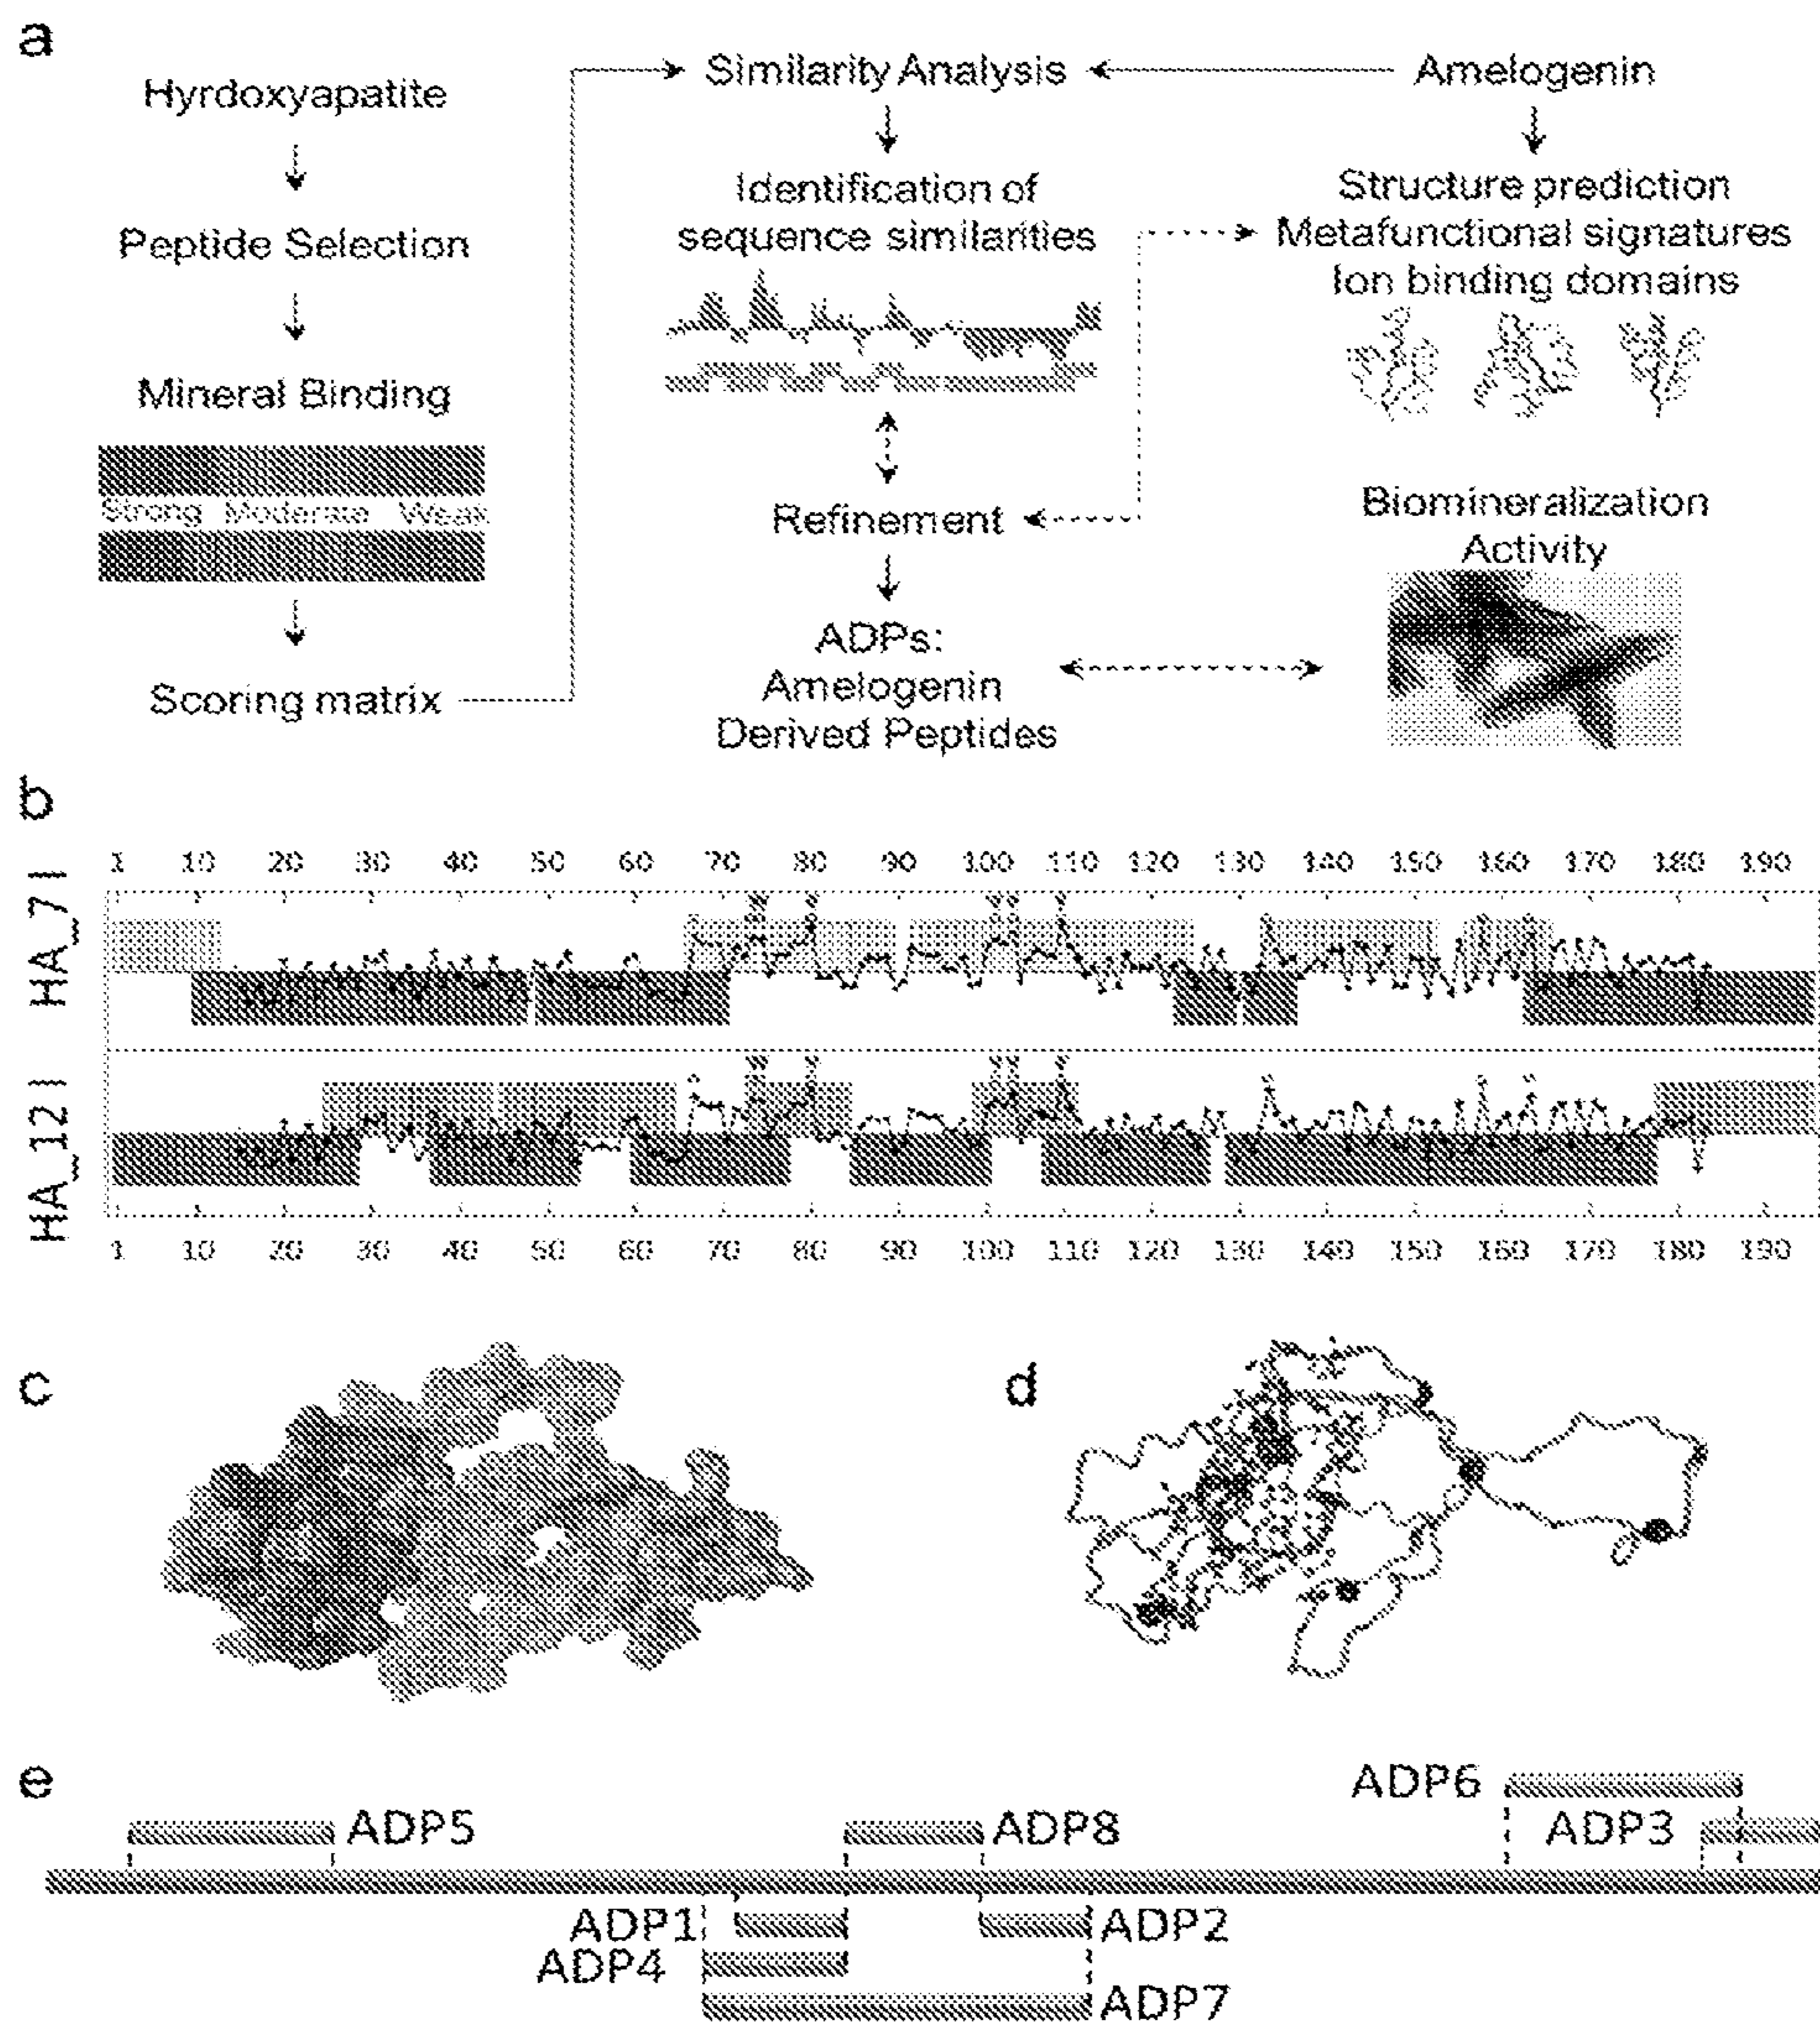 a
Hyrdoxyapatite
Peptide Selection
Mineral Binding
Strong Moderate Weak
Scoring matrix
Similarity Analysis
Identification of
sequence similarities
Refinement
ADPs:
Amelogenin
Derived Peptides
Amelogenin
Structure prediction
Metafunctional signatures
Ion binding domains
Biomineralization
Activity
b
1 10 20 30 40 50 60 70 80 90 100 110 120 130 140 150 160 170 180 190
HA_7 |
HA_12 |
1 10 20 30 40 50 60 70 80 90 100 110 120 130 140 150 160 170 180 190
c
d
e
ADP6
ADP5
ADP8
ADP3
ADP1
ADP2
ADP4
ADP7